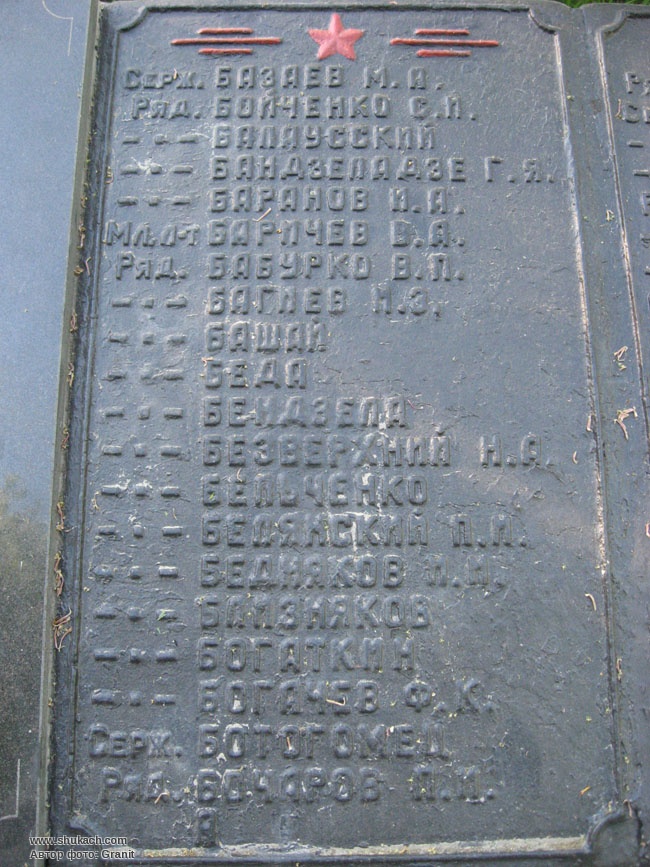 Серж. БАЗАЕВ М.А.
Ряд. БОЙЧЕНКО С.И.
–·– БАЛАУССКИЙ
–·– БАНДЗЕЛАДЗЕ Г.Я.
–·– БАРАНОВ И.А.
Мл.л-т БАРИЧЕВ В.А.
Ряд. БАБУРКО В.П.
–·– БАГИЕВ Н.З.
–·– БАШАЙ
–·– БЕДА
–·– БЕНДЗЕЛА
–·– БЕЗВЕРХНИЙ Н.А.
–·– БЕЛЬЧЕНКО
–·– БЕЛЯНСКИЙ П.И.
–·– БЕДНЯКОВ
–·– БЛИЗНЯКОВ
–·– БОГАТКИН
–·– БОГАЧЕВ Ф.К.
Серж. БОТОГОМЕД
Ряд. БОЧАРОВ
www.shukach.com
Автор фото: Granit